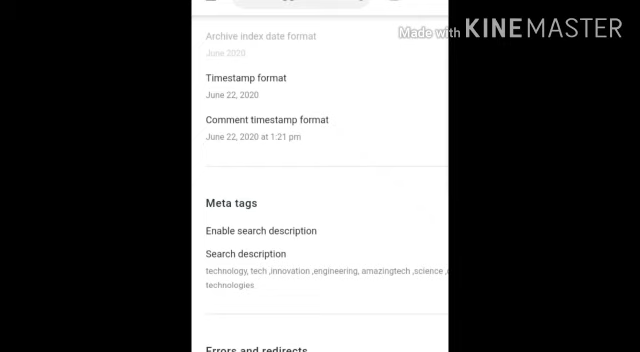 Made with KINEMASTER
Archive index date format
June 2020
Timestamp format
June 22, 2020
Comment timestamp format
June 22, 2020 at 1:21 pm
Meta tags
Enable search description
Search description
technology, tech ,innovation ,engineering, amazingtech ,science ,
technologies
Errors and redirects